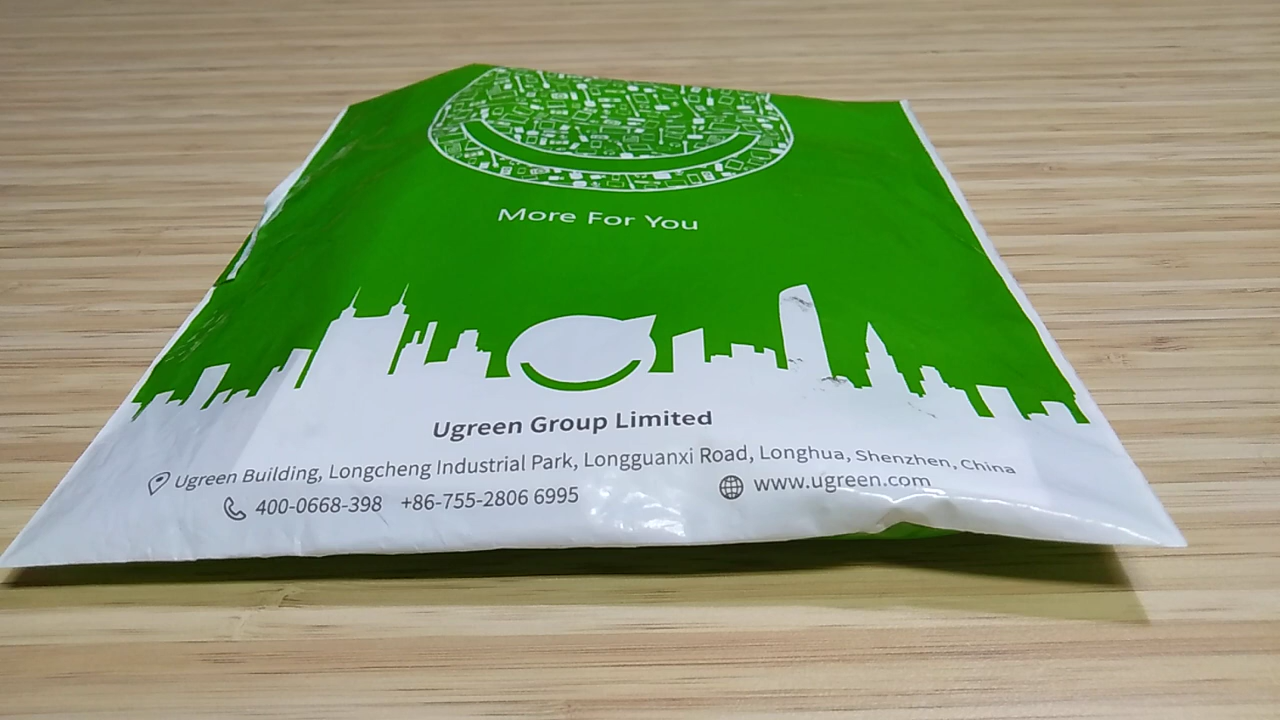 More For You
Ugreen Group Limited
Ugreen Building, Longcheng Industrial Park, Longguanxi Road, Longhua, Shenzhen, China
400-0668-398 +86-755-2806 6995 www.ugreen.com